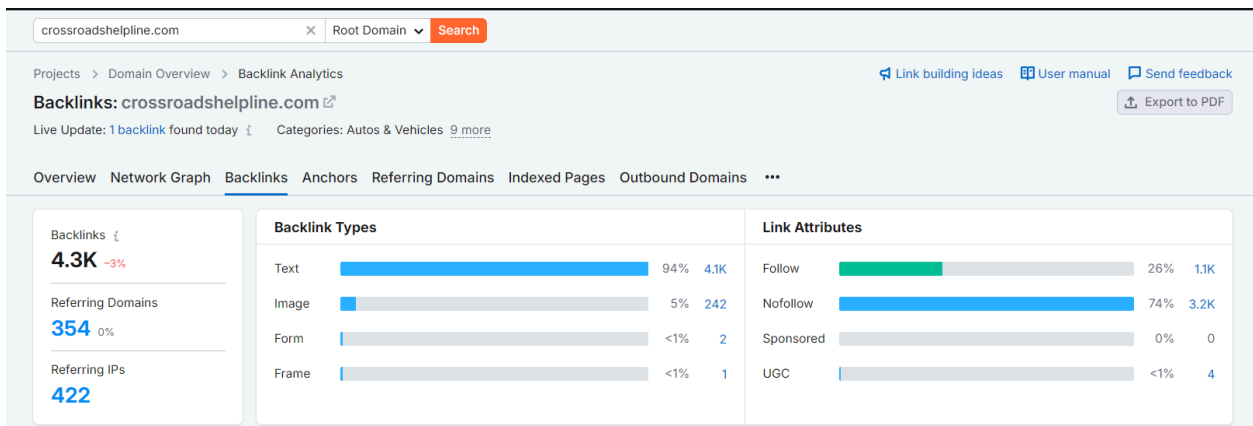 crossroadshelpline.com × Root Domain Search
Projects > Domain Overview > Backlink Analytics
Link building ideas User manual Send feedback
Backlinks: crossroadshelpline.com
Export to PDF
Live Update: 1 backlink found today i Categories: Autos & Vehicles 9 more
Overview Network Graph Backlinks Anchors Referring Domains Indexed Pages Outbound Domains •••
Backlinks i
4.3K -3%
Referring Domains
354 0%
Referring IPs
422
Backlink Types
Text 94% 4.1K
Image 5% 242
Form <1% 2
Frame <1% 1
Link Attributes
Follow 26% 1.1K
Nofollow 74% 3.2K
Sponsored 0% 0
UGC <1% 4